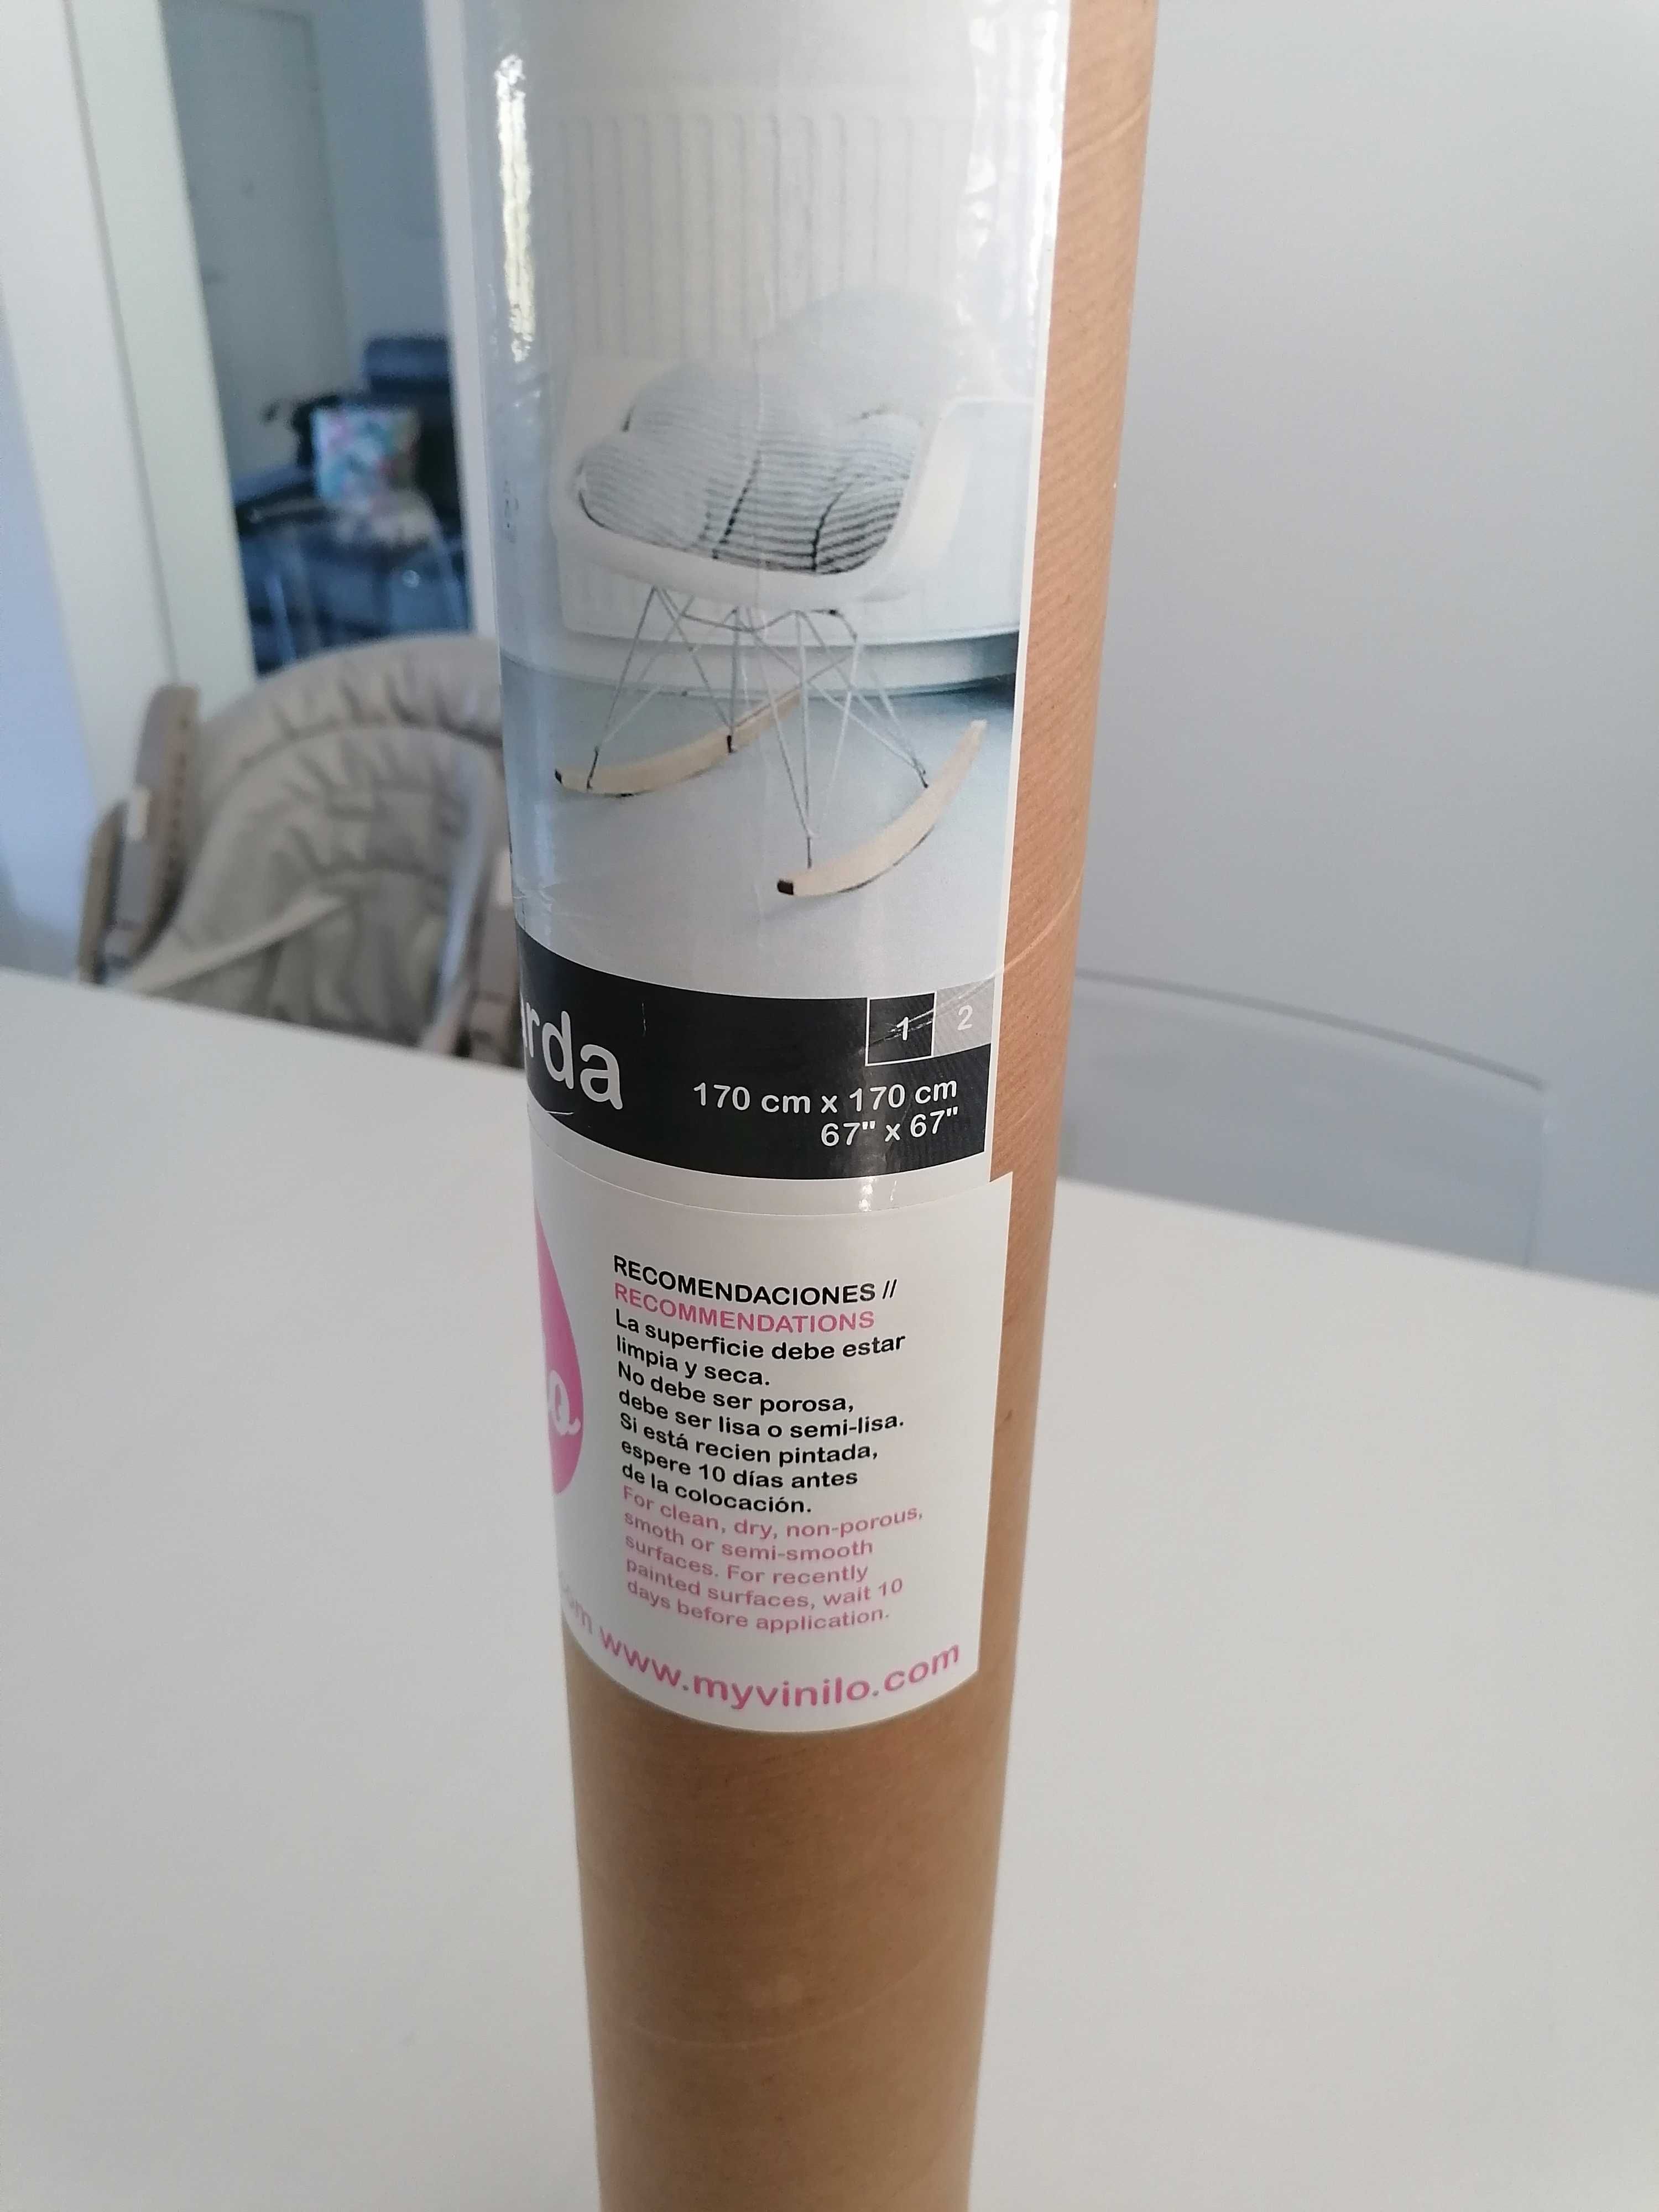 1 2
rda
170 cm x 170 cm
67" x 67"
RECOMENDACIONES //
RECOMMENDATIONS
La superficie debe estar
limpia y seca.
No debe ser porosa,
debe ser lisa o semi-lisa.
Si está recien pintada,
espere 10 días antes
de la colocación.
For clean, dry, non-porous,
smoth or semi-smooth
surfaces. For recently
painted surfaces, wait 10
days before application.
com www.myvinilo.com